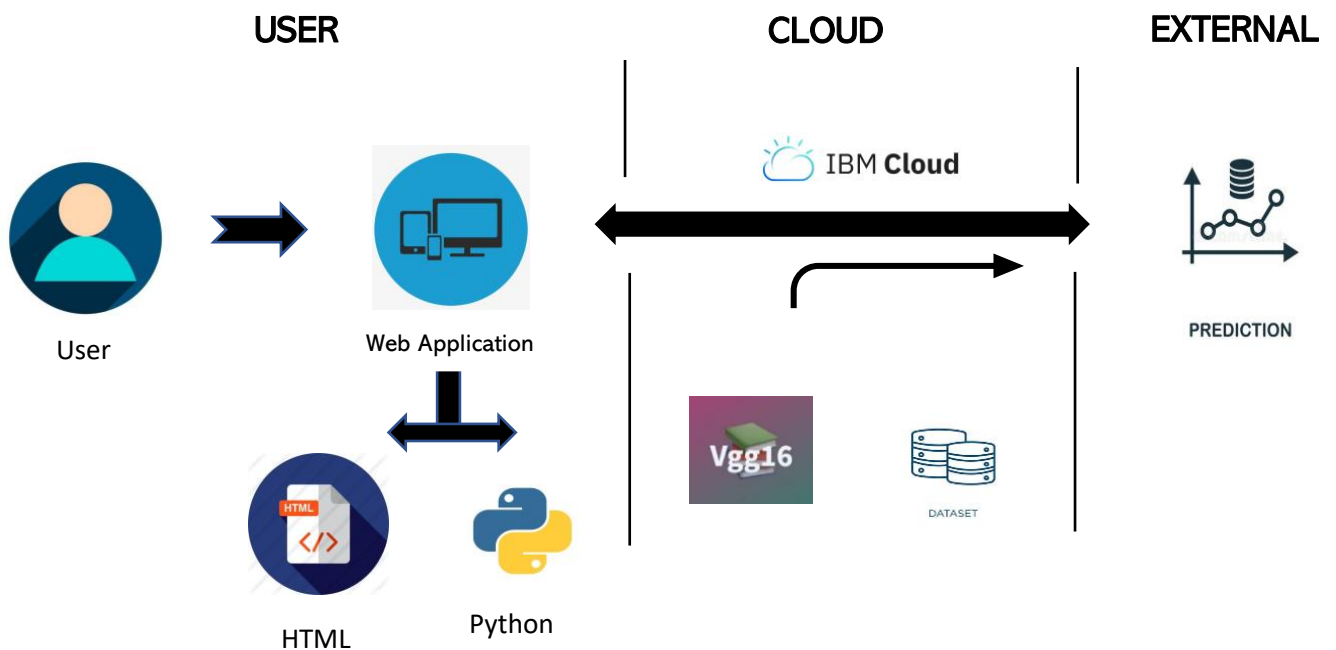 USER
CLOUD
EXTERNAL
IBM Cloud
User
Web Application
PREDICTION
Vgg16
DATASET
HTML
HTML
Python